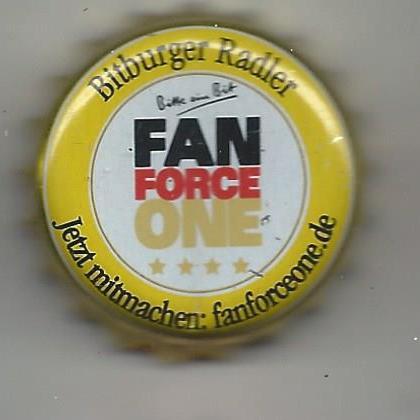 Bitburger Radler
Bitte ein Bit
FAN
FORCE
ONE
Jetzt mitmachen: fanforceone.de